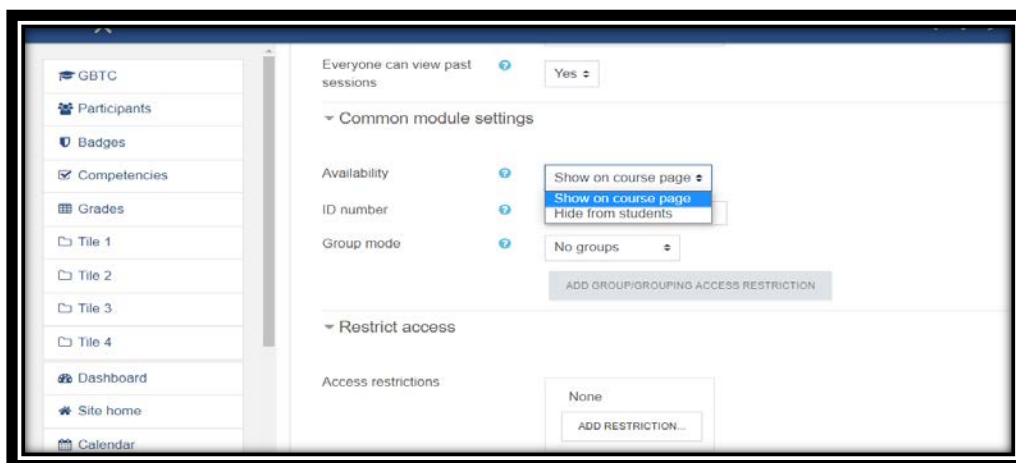 GBTC
Participants
Badges
Competencies
Grades
Tile 1
Tile 2
Tile 3
Tile 4
Dashboard
Site home
Calendar
Everyone can view past
sessions
Yes
Common module settings
Availability
Show on course page
Show on course page
Hide from students
ID number
Group mode
No groups
ADD GROUP/GROUPING ACCESS RESTRICTION
Restrict access
Access restrictions
None
ADD RESTRICTION...